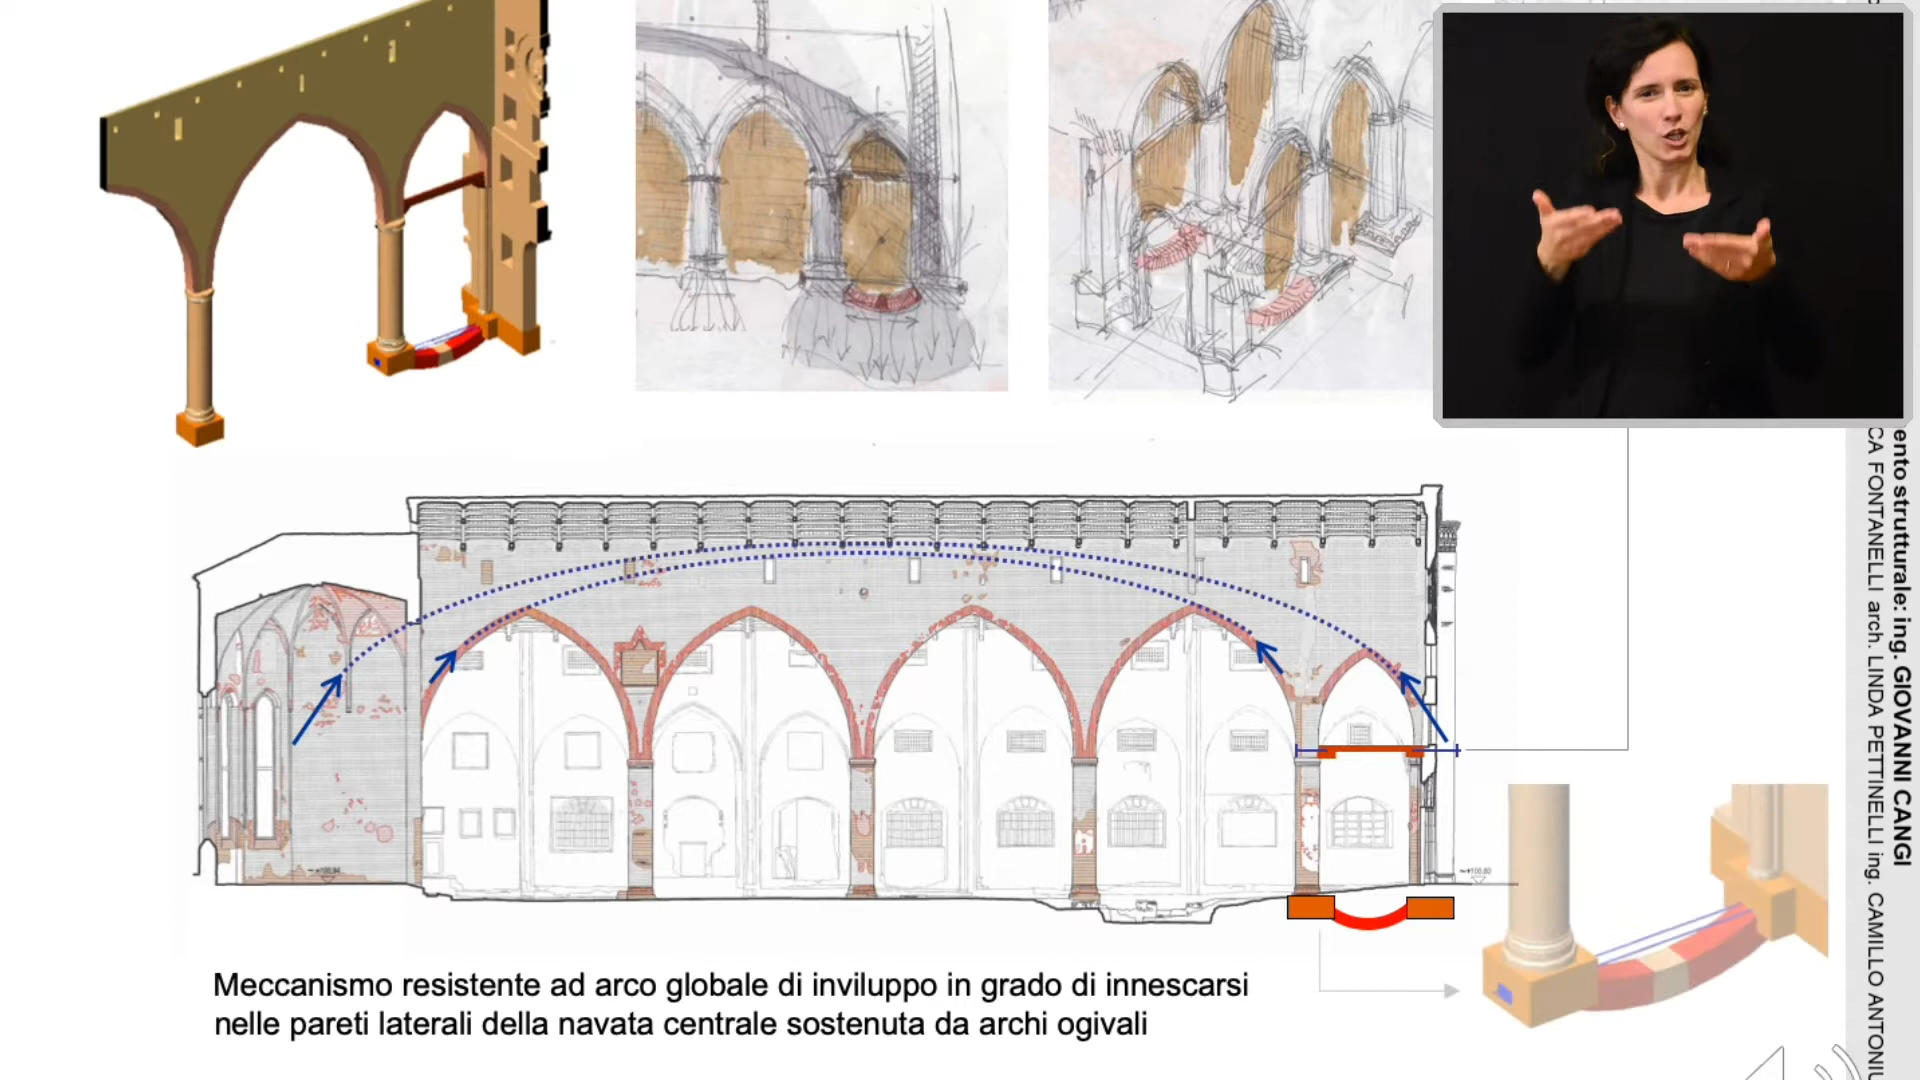 Meccanismo resistente ad arco globale di inviluppo in grado di innescarsi
nelle pareti laterali della navata centrale sostenuta da archi ogivali
ento strutturale: ing. GIOVANNI CANGI
CA FONTANELLI arch. LINDA PETTINELLI ing. CAMILLO ANTONIU